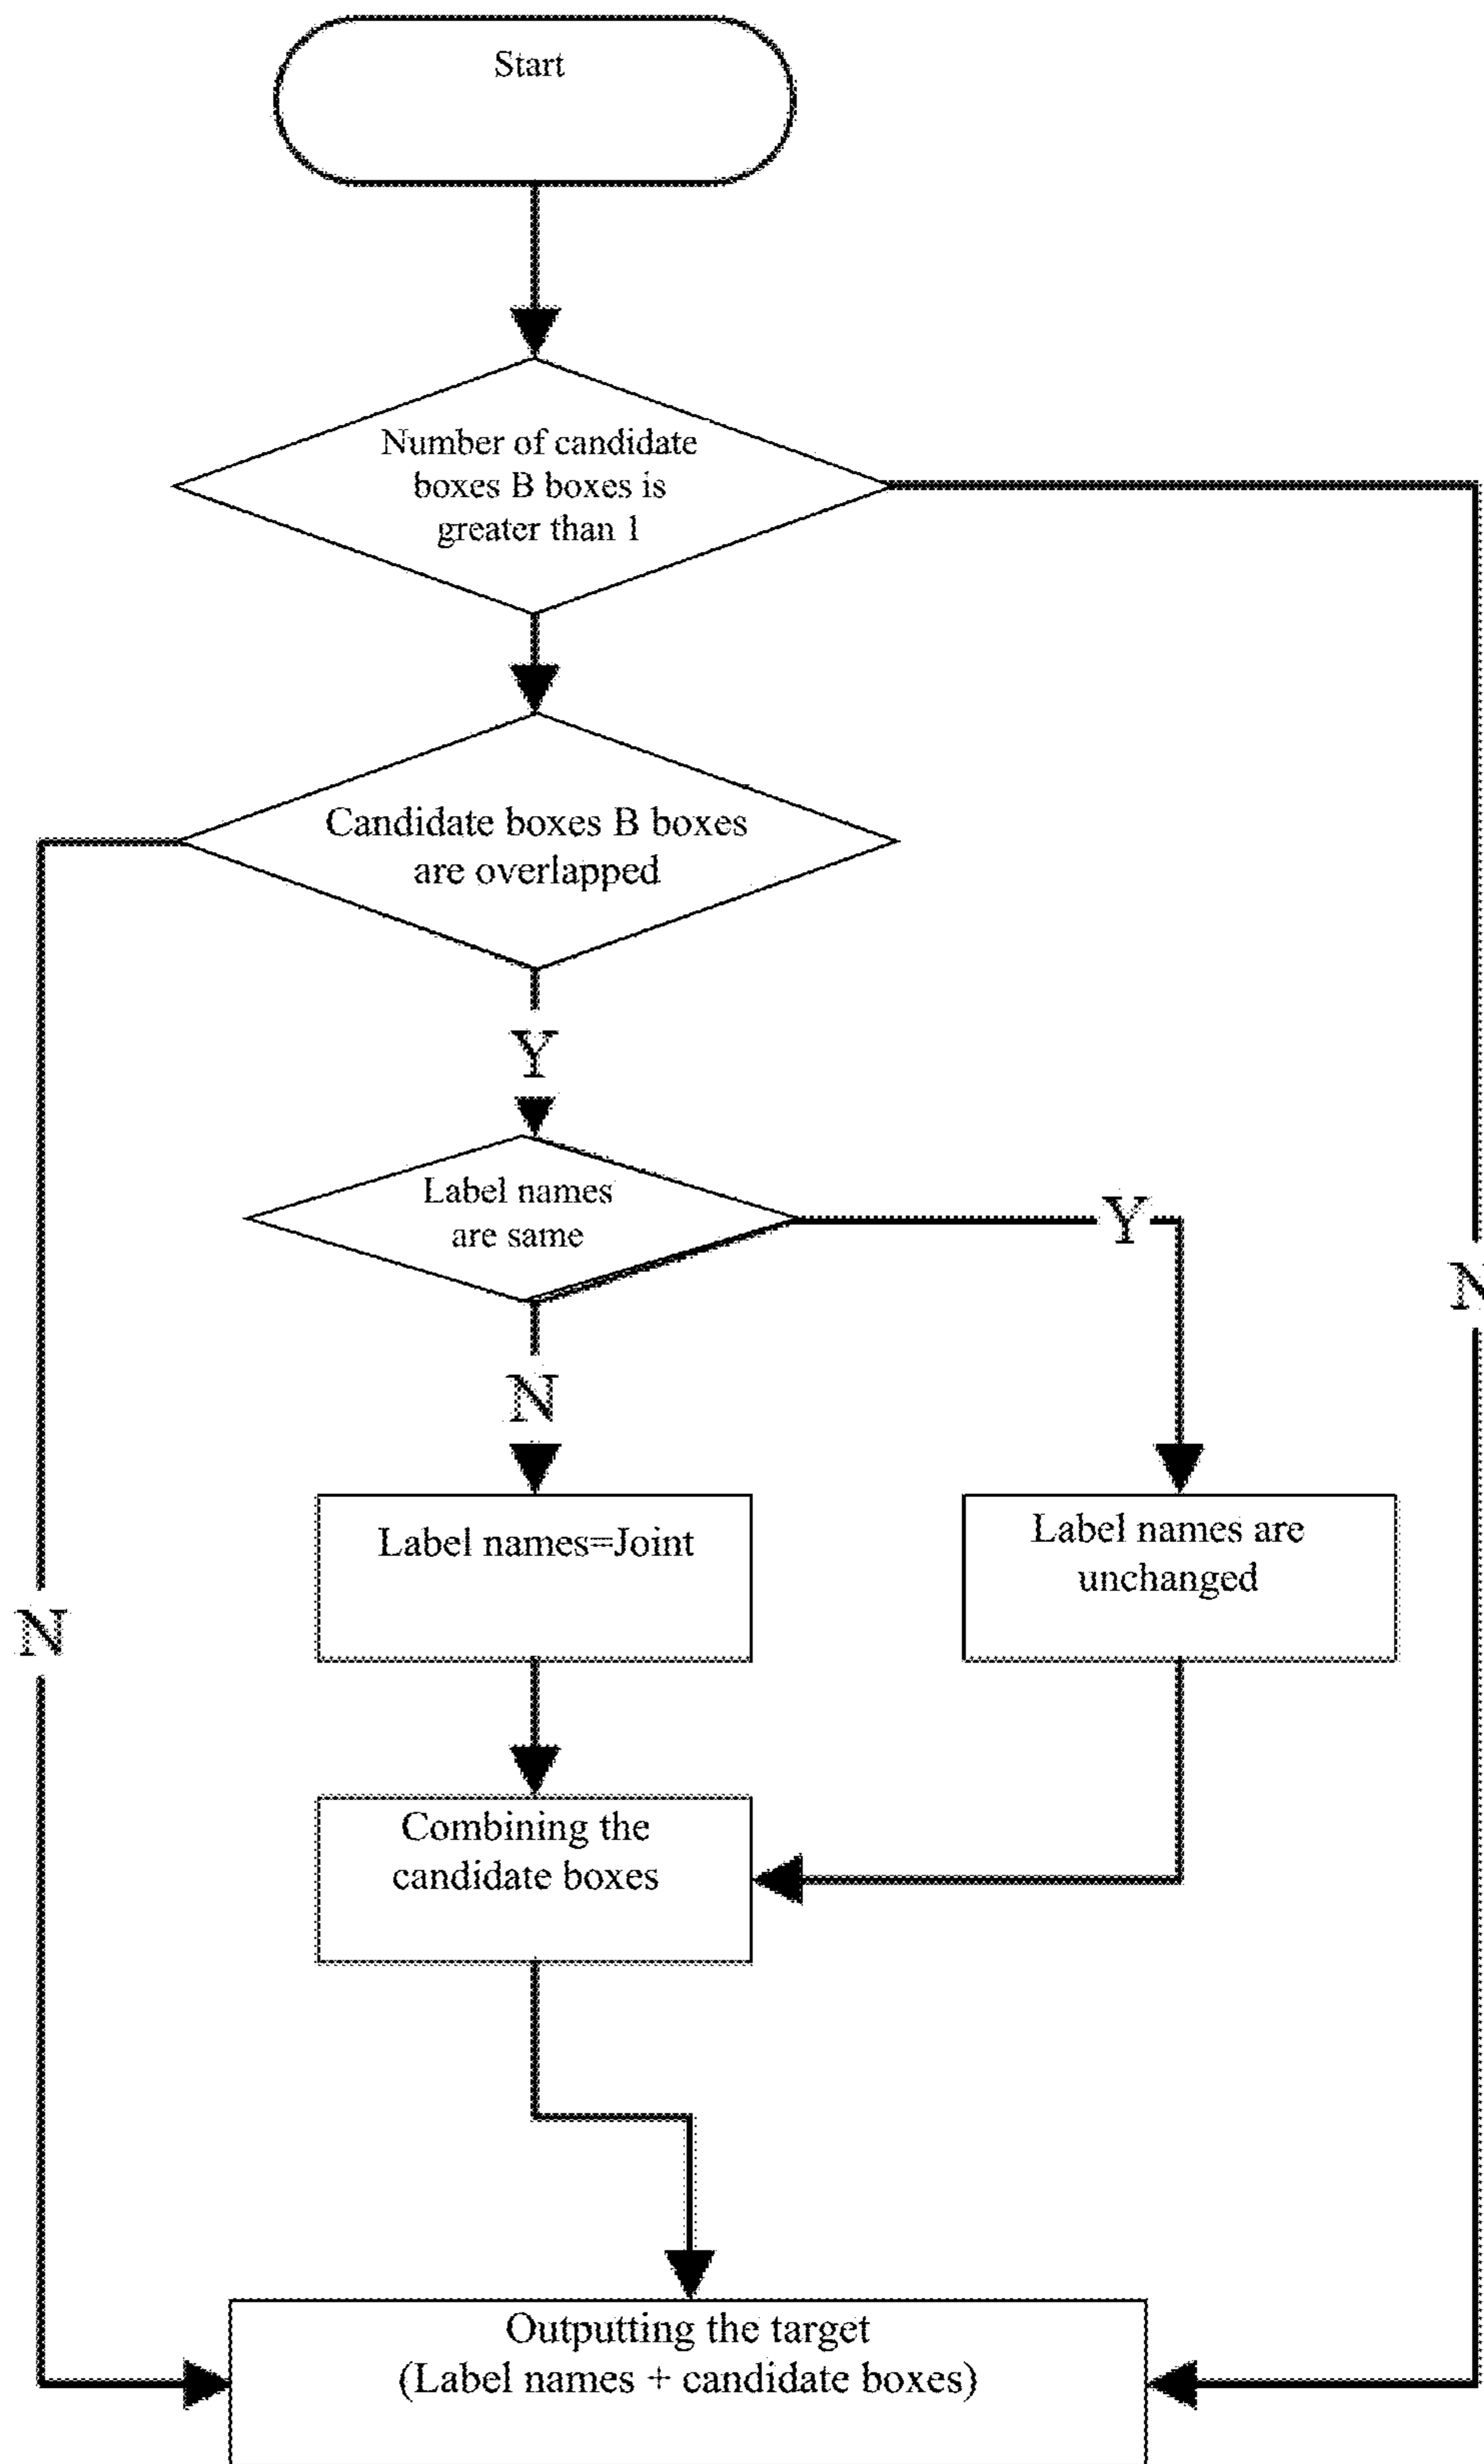 Start
Number of candidate
boxes B boxes is
greater than 1
Candidate boxes B boxes
are overlapped
Y
Label names
are same
Y
N
N
Label names=Joint
Label names are
unchanged
N
Combining the
candidate boxes
Outputting the target
(Label names + candidate boxes)